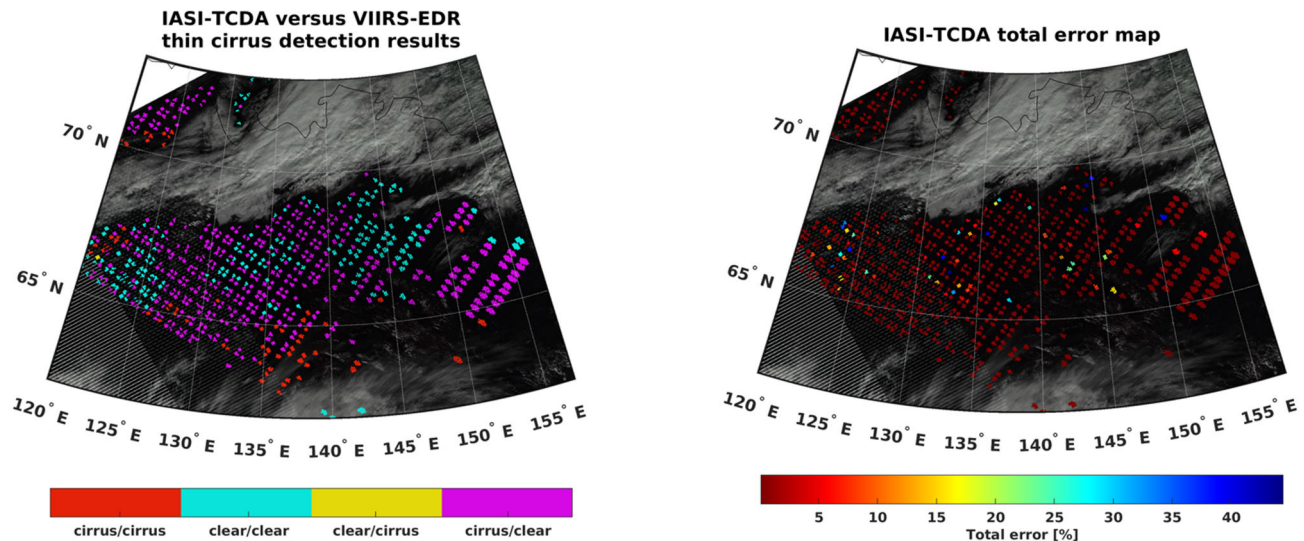 IASI-TCDA versus VIIRS-EDR
thin cirrus detection results
70° N
65° N
120° E
125° E
130° E
135° E
140° E
145° E
150° E
155° E
cirrus/cirrus
clear/clear
clear/cirrus
cirrus/clear
IASI-TCDA total error map
70° N
65° N
120° E
125° E
130° E
135° E
140° E
145° E
150° E
155° E
5 10 15 20 25 30 35 40
Total error [%]